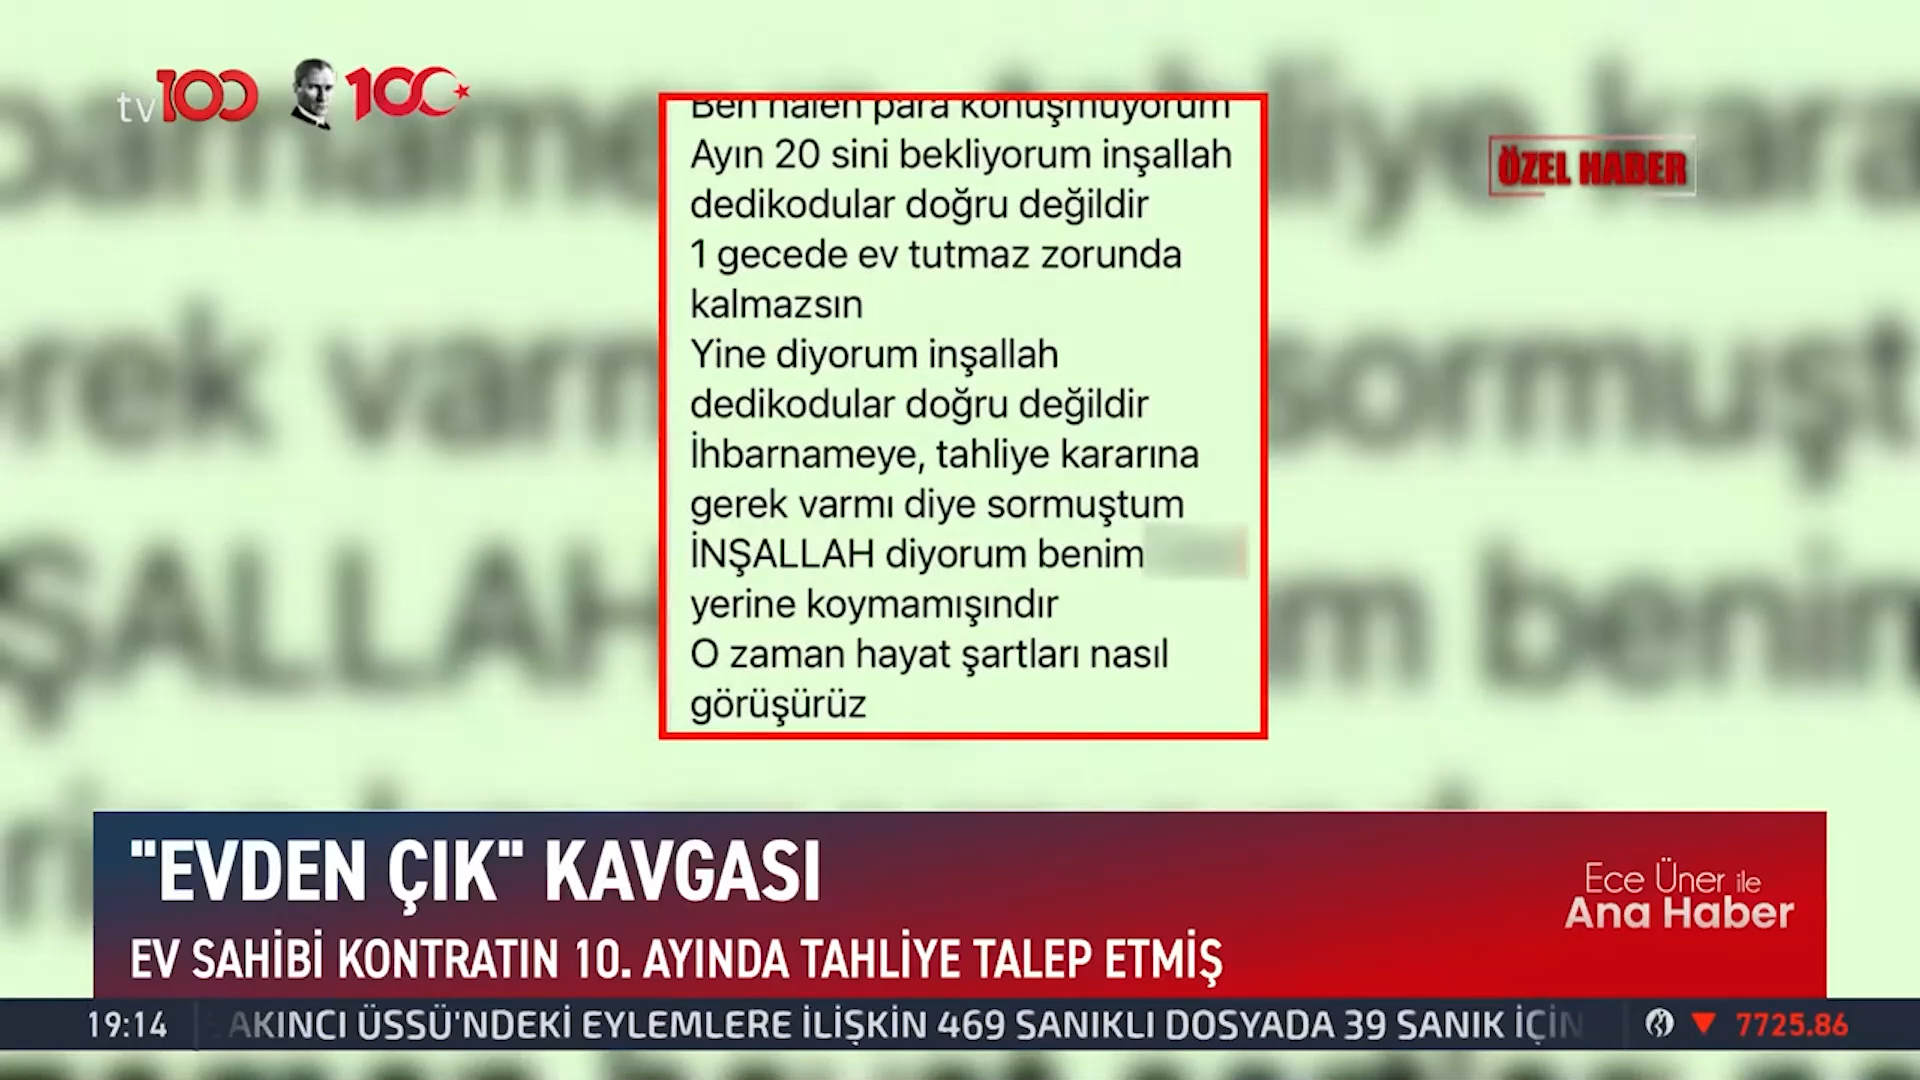 tv100
100
ÖZEL HABER
Ben halen para konuşmuyorum
Ayın 20 sini bekliyorum inşallah
dedikodular doğru değildir
1 gecede ev tutmaz zorunda
kalmazsın
Yine diyorum inşallah
dedikodular doğru değildir
İhbarnameye, tahliye kararına
gerek varmı diye sormuştum
İNŞALLAH diyorum benim
yerine koymamışındır
O zaman hayat şartları nasıl
görüşürüz
"EVDEN ÇIK" KAVGASI
EV SAHİBİ KONTRATIN 10. AYINDA TAHLİYE TALEP ETMİŞ
Ece Üner ile
Ana Haber
19:14 AKINCI ÜSSÜ'NDEKİ EYLEMLERE İLİŞKİN 469 SANIKLI DOSYADA 39 SANIK İÇİN 7725.86